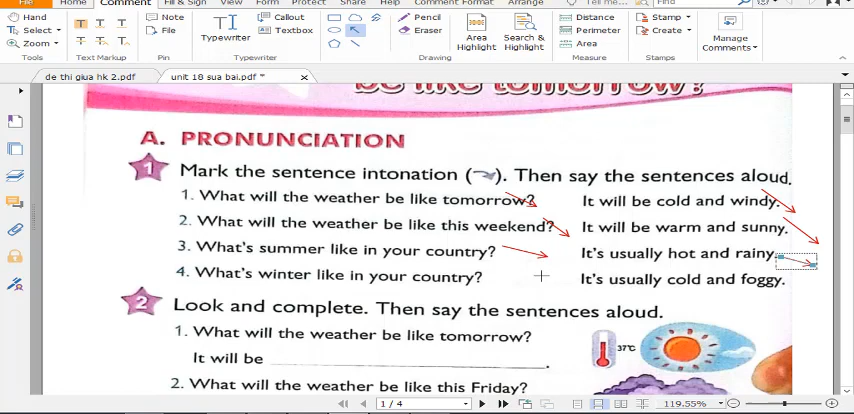 File Home Comment Fill & Sign View Form Protect Share Help Comment Format Arrange Tell me... Find
Hand
Select
Zoom
Tools
Text Markup
Note
File
Pin
Typewriter
Callout
Textbox
Typewriter
Pencil
Eraser
Drawing
Area Highlight
Search & Highlight
Distance
Perimeter
Area
Measure
Stamp
Create
Stamps
Manage Comments
de thi giua hk 2.pdf
unit 18 sua bai.pdf *
be like tomorrow?
A. PRONUNCIATION
1 Mark the sentence intonation ( ). Then say the sentences aloud.
1. What will the weather be like tomorrow? It will be cold and windy.
2. What will the weather be like this weekend? It will be warm and sunny.
3. What's summer like in your country? It's usually hot and rainy.
4. What's winter like in your country? It's usually cold and foggy.
2 Look and complete. Then say the sentences aloud.
1. What will the weather be like tomorrow?
It will be ______________________________.
37°C
2. What will the weather be like this Friday?
1 / 4
119.55%